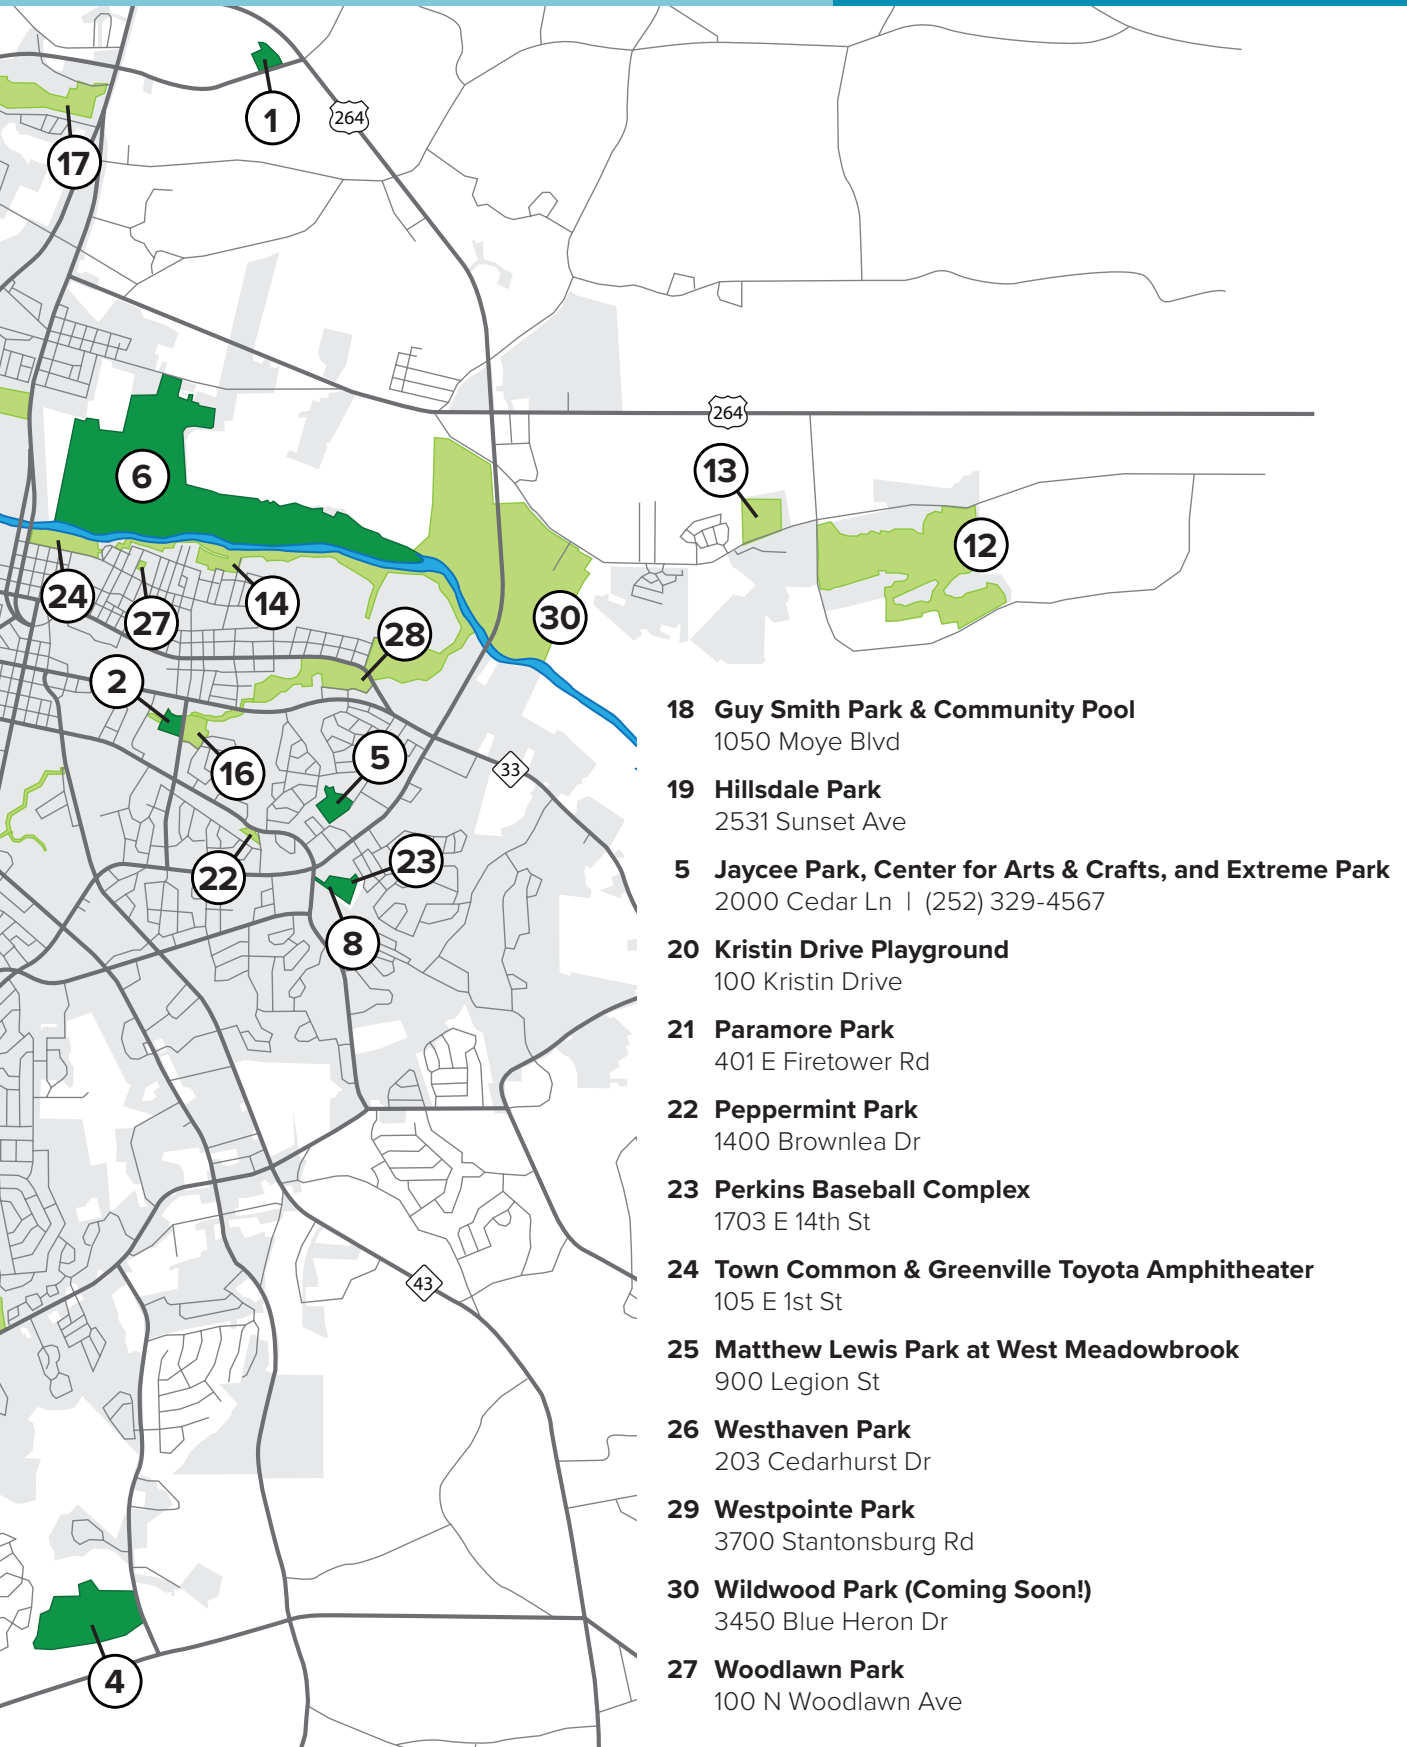 1
264
17
264
13
6
12
24
14
27
30
28
2
5
16
33
23
22
8
43
4
18 Guy Smith Park & Community Pool
1050 Moye Blvd
19 Hillsdale Park
2531 Sunset Ave
5 Jaycee Park, Center for Arts & Crafts, and Extreme Park
2000 Cedar Ln | (252) 329-4567
20 Kristin Drive Playground
100 Kristin Drive
21 Paramore Park
401 E Firetower Rd
22 Peppermint Park
1400 Brownlea Dr
23 Perkins Baseball Complex
1703 E 14th St
24 Town Common & Greenville Toyota Amphitheater
105 E 1st St
25 Matthew Lewis Park at West Meadowbrook
900 Legion St
26 Westhaven Park
203 Cedarhurst Dr
29 Westpointe Park
3700 Stantonsburg Rd
30 Wildwood Park (Coming Soon!)
3450 Blue Heron Dr
27 Woodlawn Park
100 N Woodlawn Ave